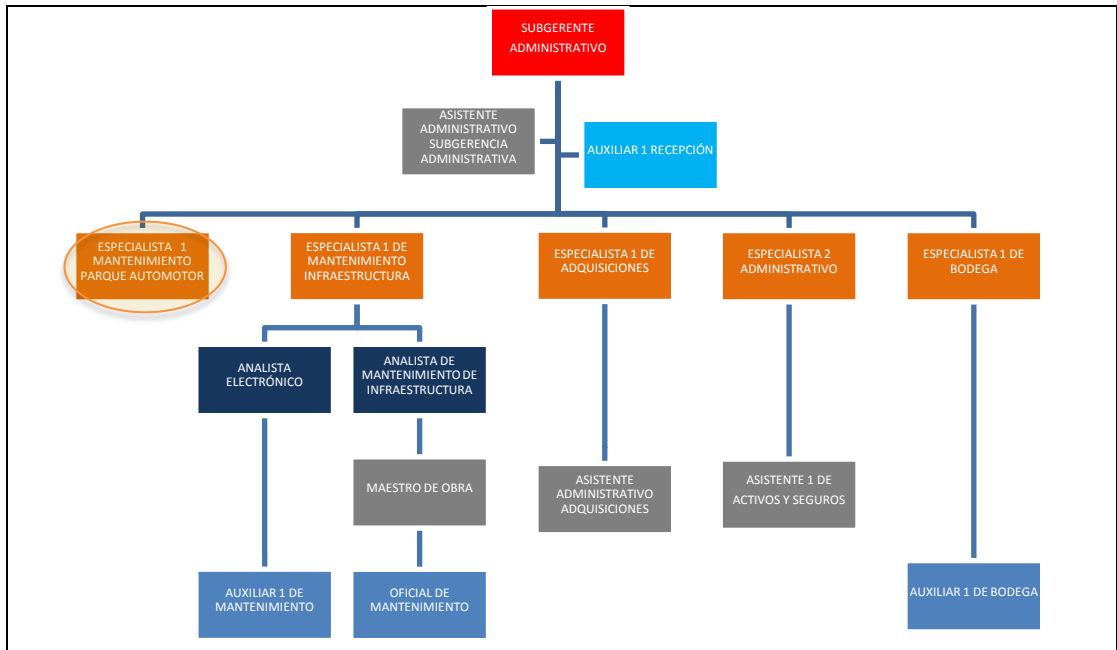 SUBGERENTE
ADMINISTRATIVO
ASISTENTE
ADMINISTRATIVO
SUBGERENCIA
ADMINISTRATIVA
AUXILIAR 1 RECEPCIÓN
ESPECIALISTA 1
MANTENIMIENTO
PARQUE AUTOMOTOR
ESPECIALISTA 1 DE
MANTENIMIENTO
INFRAESTRUCTURA
ESPECIALISTA 1 DE
ADQUISICIONES
ESPECIALISTA 2
ADMINISTRATIVO
ESPECIALISTA 1 DE
BODEGA
ANALISTA
ELECTRÓNICO
ANALISTA DE
MANTENIMIENTO DE
INFRAESTRUCTURA
MAESTRO DE OBRA
ASISTENTE
ADMINISTRATIVO
ADQUISICIONES
ASISTENTE 1 DE
ACTIVOS Y SEGUROS
AUXILIAR 1 DE
MANTENIMIENTO
OFICIAL DE
MANTENIMIENTO
AUXILIAR 1 DE BODEGA